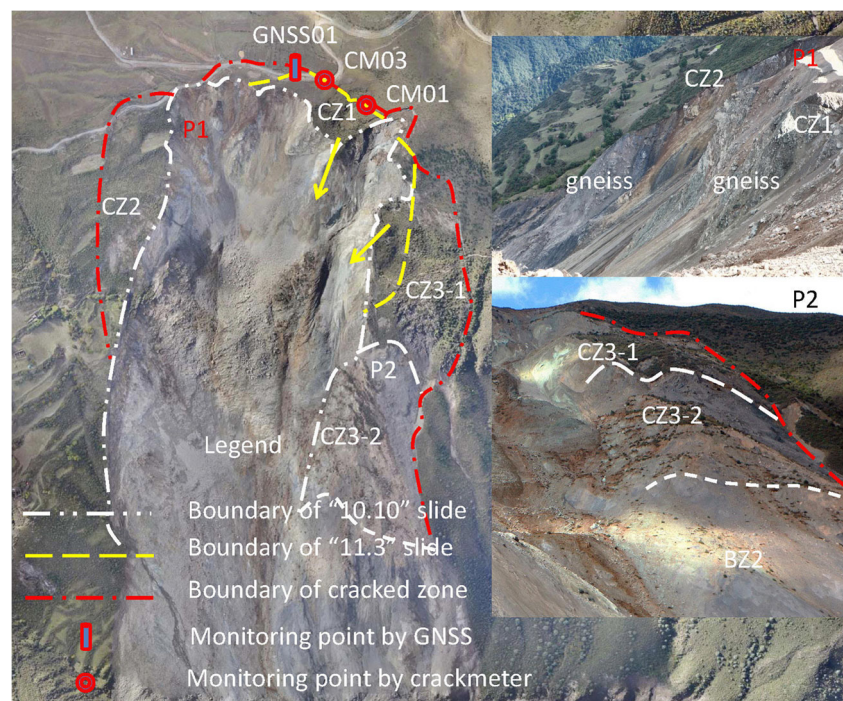 GNSS01
CM03
CM01
CZ1
P1
CZ2
CZ3-1
P2
CZ3-2
Legend
Boundary of “10.10” slide
Boundary of “11.3” slide
Boundary of cracked zone
Monitoring point by GNSS
Monitoring point by crackmeter
P1
CZ2
CZ1
gneiss
gneiss
P2
CZ3-1
CZ3-2
BZ2